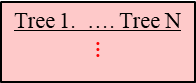 Tree 1. …. Tree N
⋮